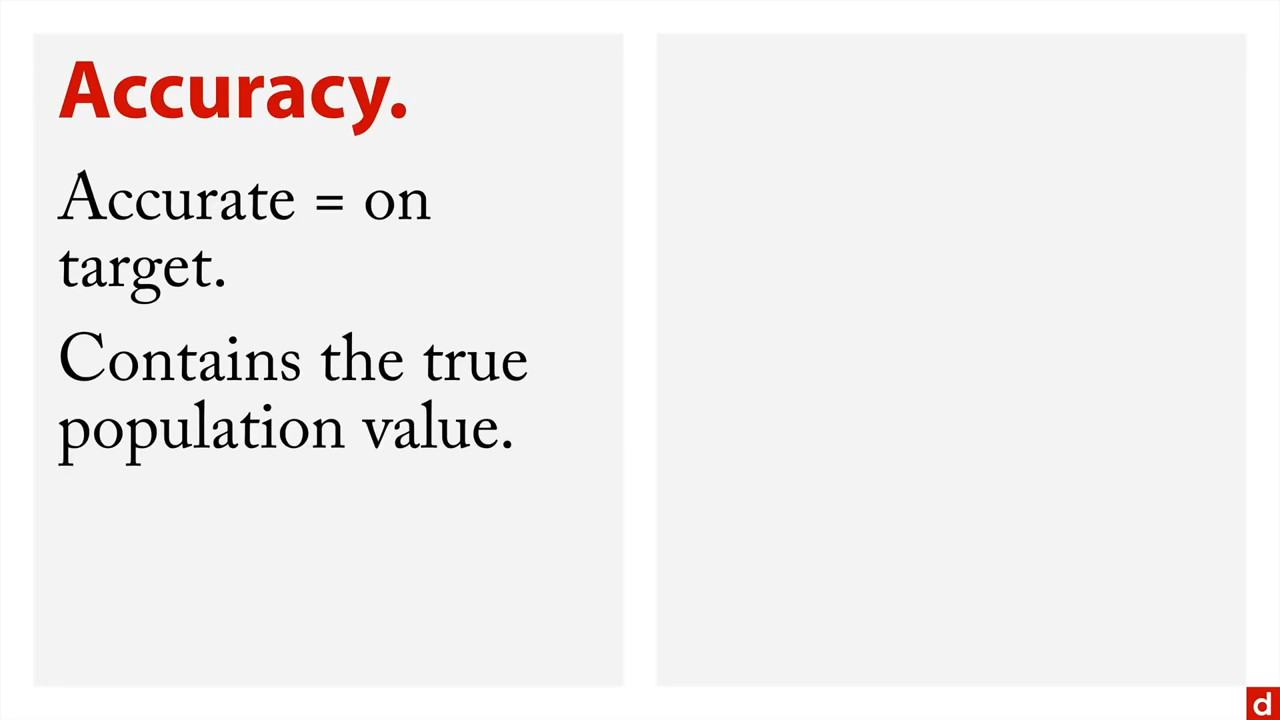 Accuracy.
Accurate = on
target.
Contains the true
population value.
d